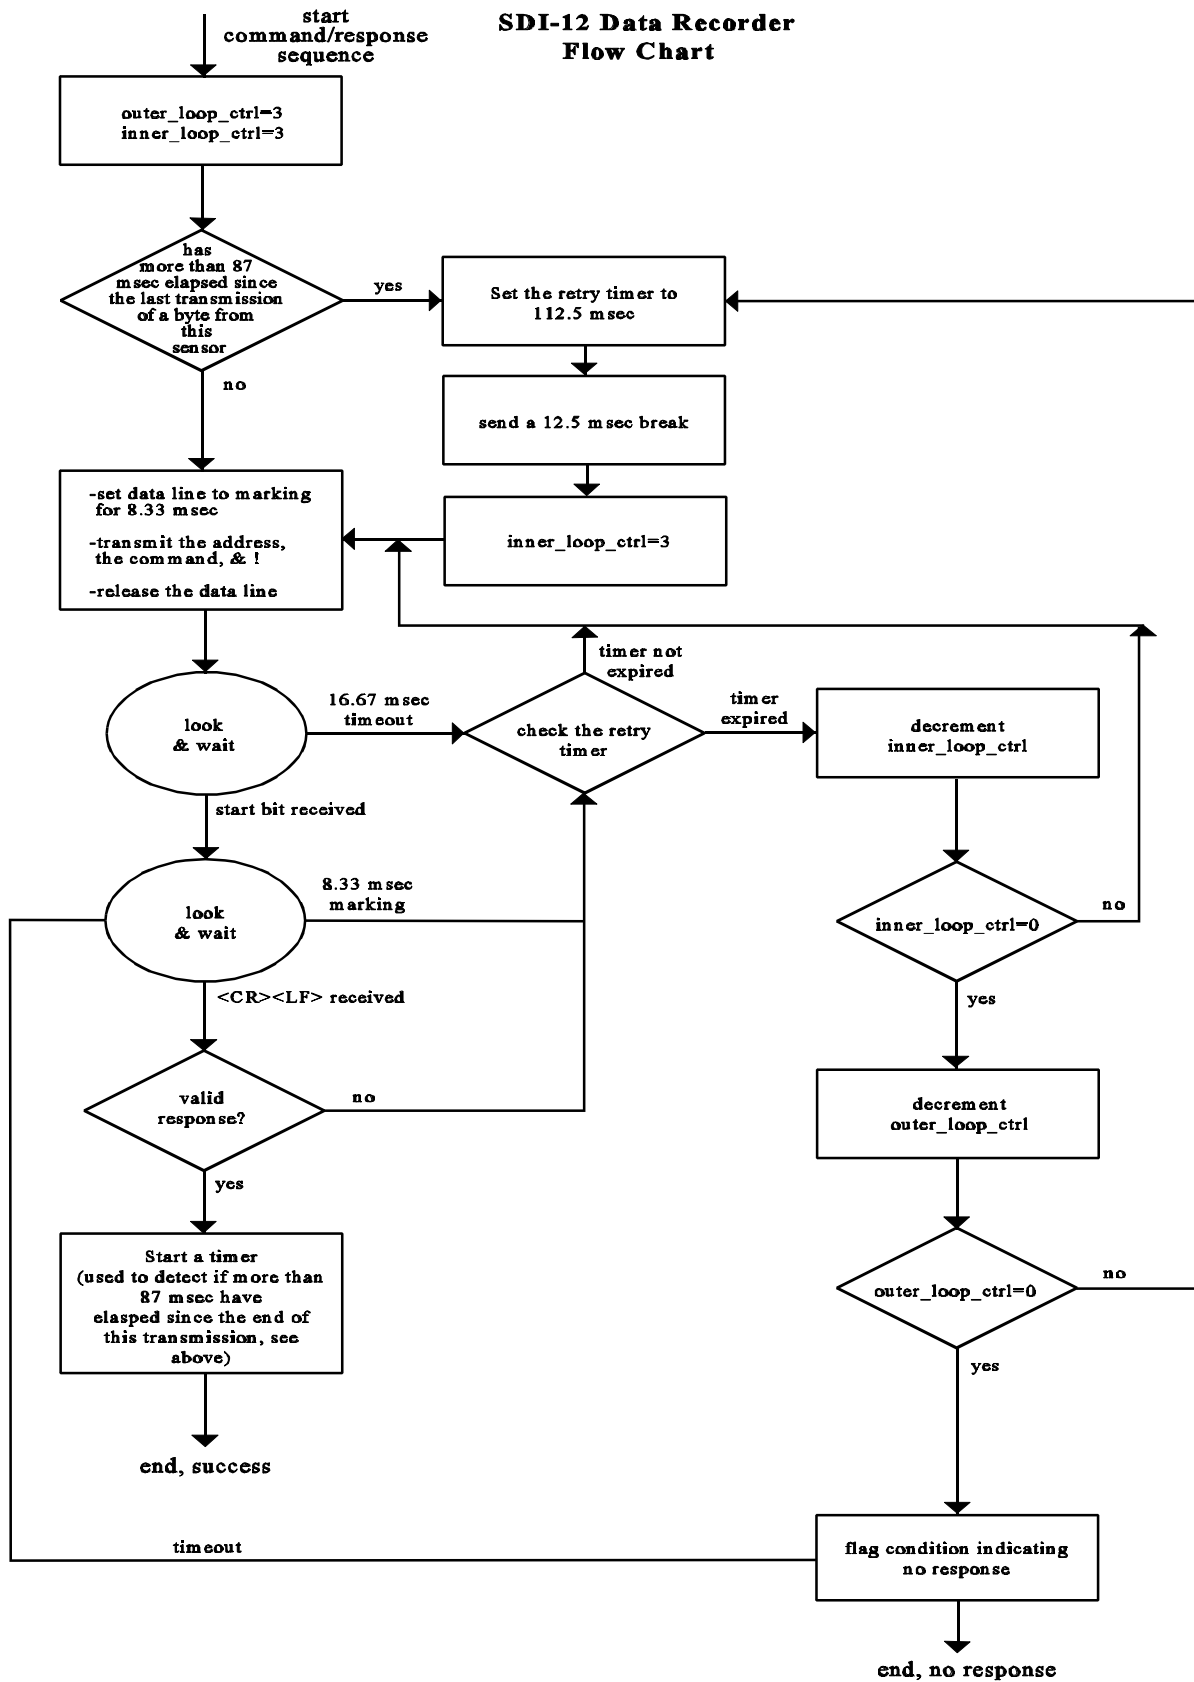 SDI-12 Data Recorder
Flow Chart
start
command/response
sequence
outer_loop_ctrl=3
inner_loop_ctrl=3
has
more than 87
msec elapsed since
the last transmission
of a byte from
this
sensor
yes
no
Set the retry timer to
112.5 msec
send a 12.5 msec break
inner_loop_ctrl=3
-set data line to marking
for 8.33 msec
-transmit the address,
the command, & !
-release the data line
look
& wait
16.67 msec
timeout
timer not
expired
check the retry
timer
timer
expired
decrement
inner_loop_ctrl
start bit received
look
& wait
8.33 msec
marking
inner_loop_ctrl=0
no
yes
<CR><LF> received
valid
response?
no
yes
decrement
outer_loop_ctrl
Start a timer
(used to detect if more than
87 msec have
elasped since the end of
this transmission, see
above)
outer_loop_ctrl=0
no
yes
end, success
timeout
flag condition indicating
no response
end, no response